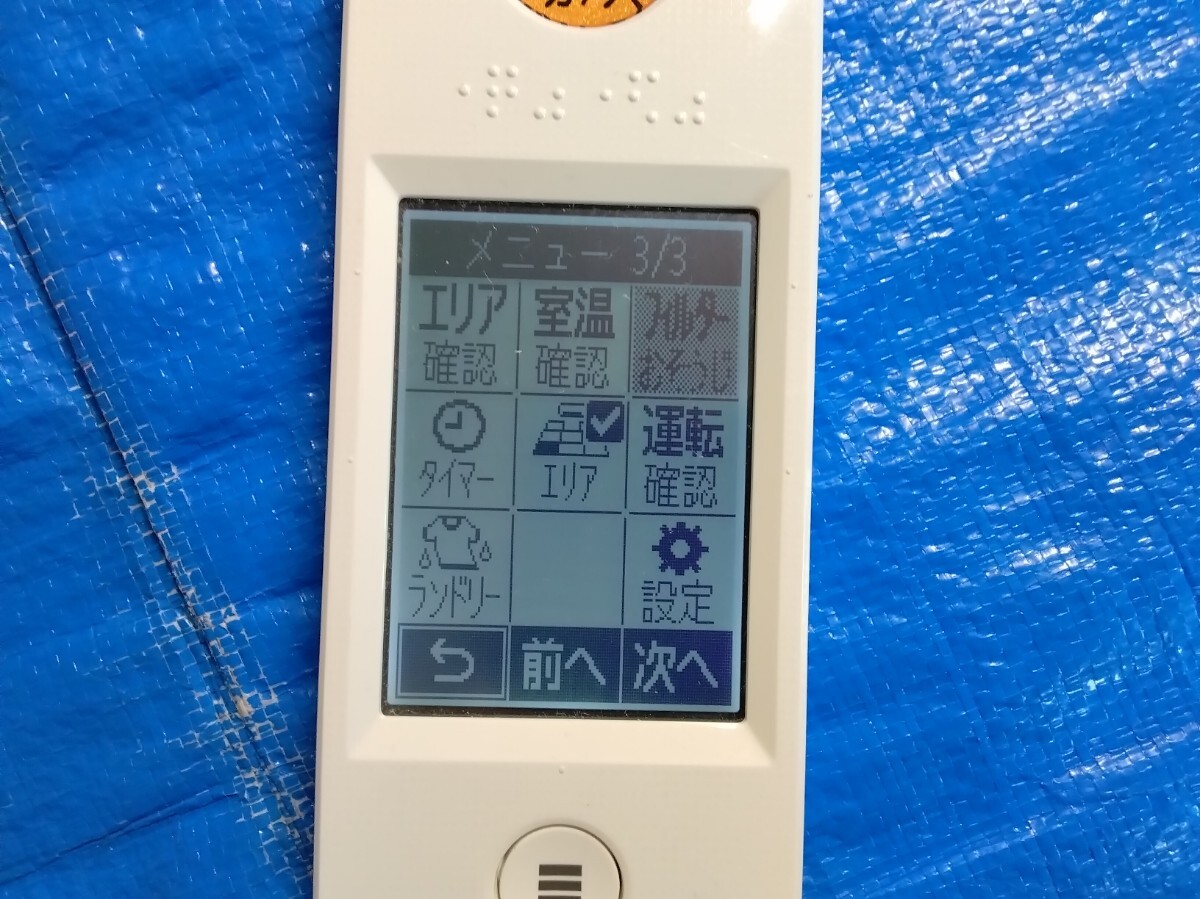 メニュー 3/3
エリア 室温 フィルター
確認 確認 おそうじ
運転
タイマー エリア 確認
ランドリー 設定
前へ 次へ